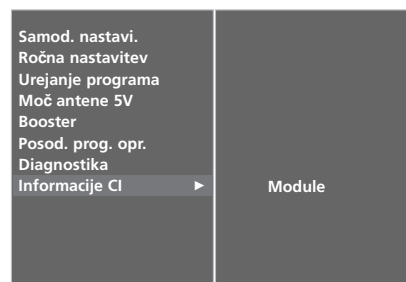 Samod. nastavi.
Ročna nastavitev
Urejanje programa
Moč antene 5V
Booster
Posod. prog. opr.
Diagnostika
Informacije CI ► Module